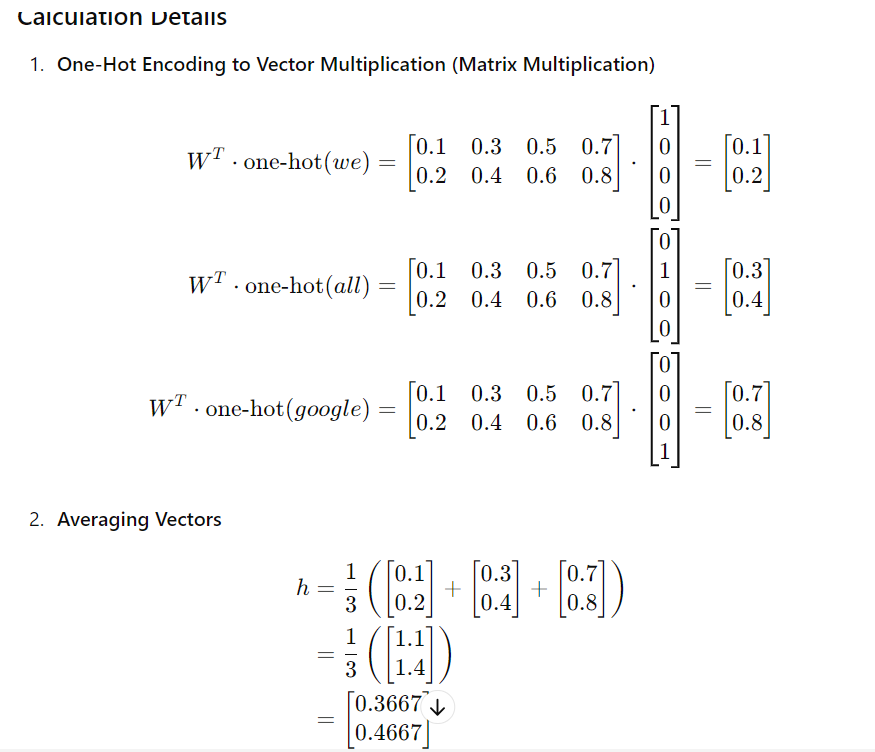 Calculation Details
1. One-Hot Encoding to Vector Multiplication (Matrix Multiplication)
W^T · one-hot(we) = [0.1 0.3 0.5 0.7; 0.2 0.4 0.6 0.8] · [1; 0; 0; 0] = [0.1; 0.2]
W^T · one-hot(all) = [0.1 0.3 0.5 0.7; 0.2 0.4 0.6 0.8] · [0; 1; 0; 0] = [0.3; 0.4]
W^T · one-hot(google) = [0.1 0.3 0.5 0.7; 0.2 0.4 0.6 0.8] · [0; 0; 0; 1] = [0.7; 0.8]
2. Averaging Vectors
h = 1/3 ([0.1; 0.2] + [0.3; 0.4] + [0.7; 0.8])
= 1/3 ([1.1; 1.4])
= [0.3667; 0.4667]